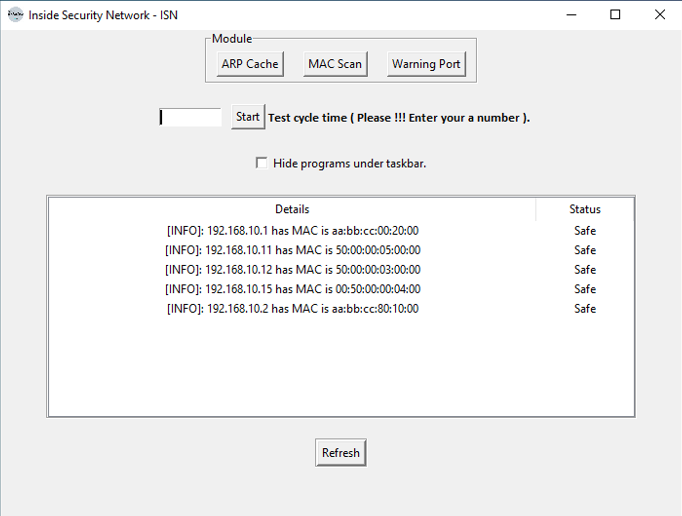 Inside Security Network - ISN
Module
ARP Cache MAC Scan Warning Port
Start Test cycle time ( Please !!! Enter your a number ).
Hide programs under taskbar.
Details Status
[INFO]: 192.168.10.1 has MAC is aa:bb:cc:00:20:00 Safe
[INFO]: 192.168.10.11 has MAC is 50:00:00:05:00:00 Safe
[INFO]: 192.168.10.12 has MAC is 50:00:00:03:00:00 Safe
[INFO]: 192.168.10.15 has MAC is 00:50:00:00:04:00 Safe
[INFO]: 192.168.10.2 has MAC is aa:bb:cc:80:10:00 Safe
Refresh